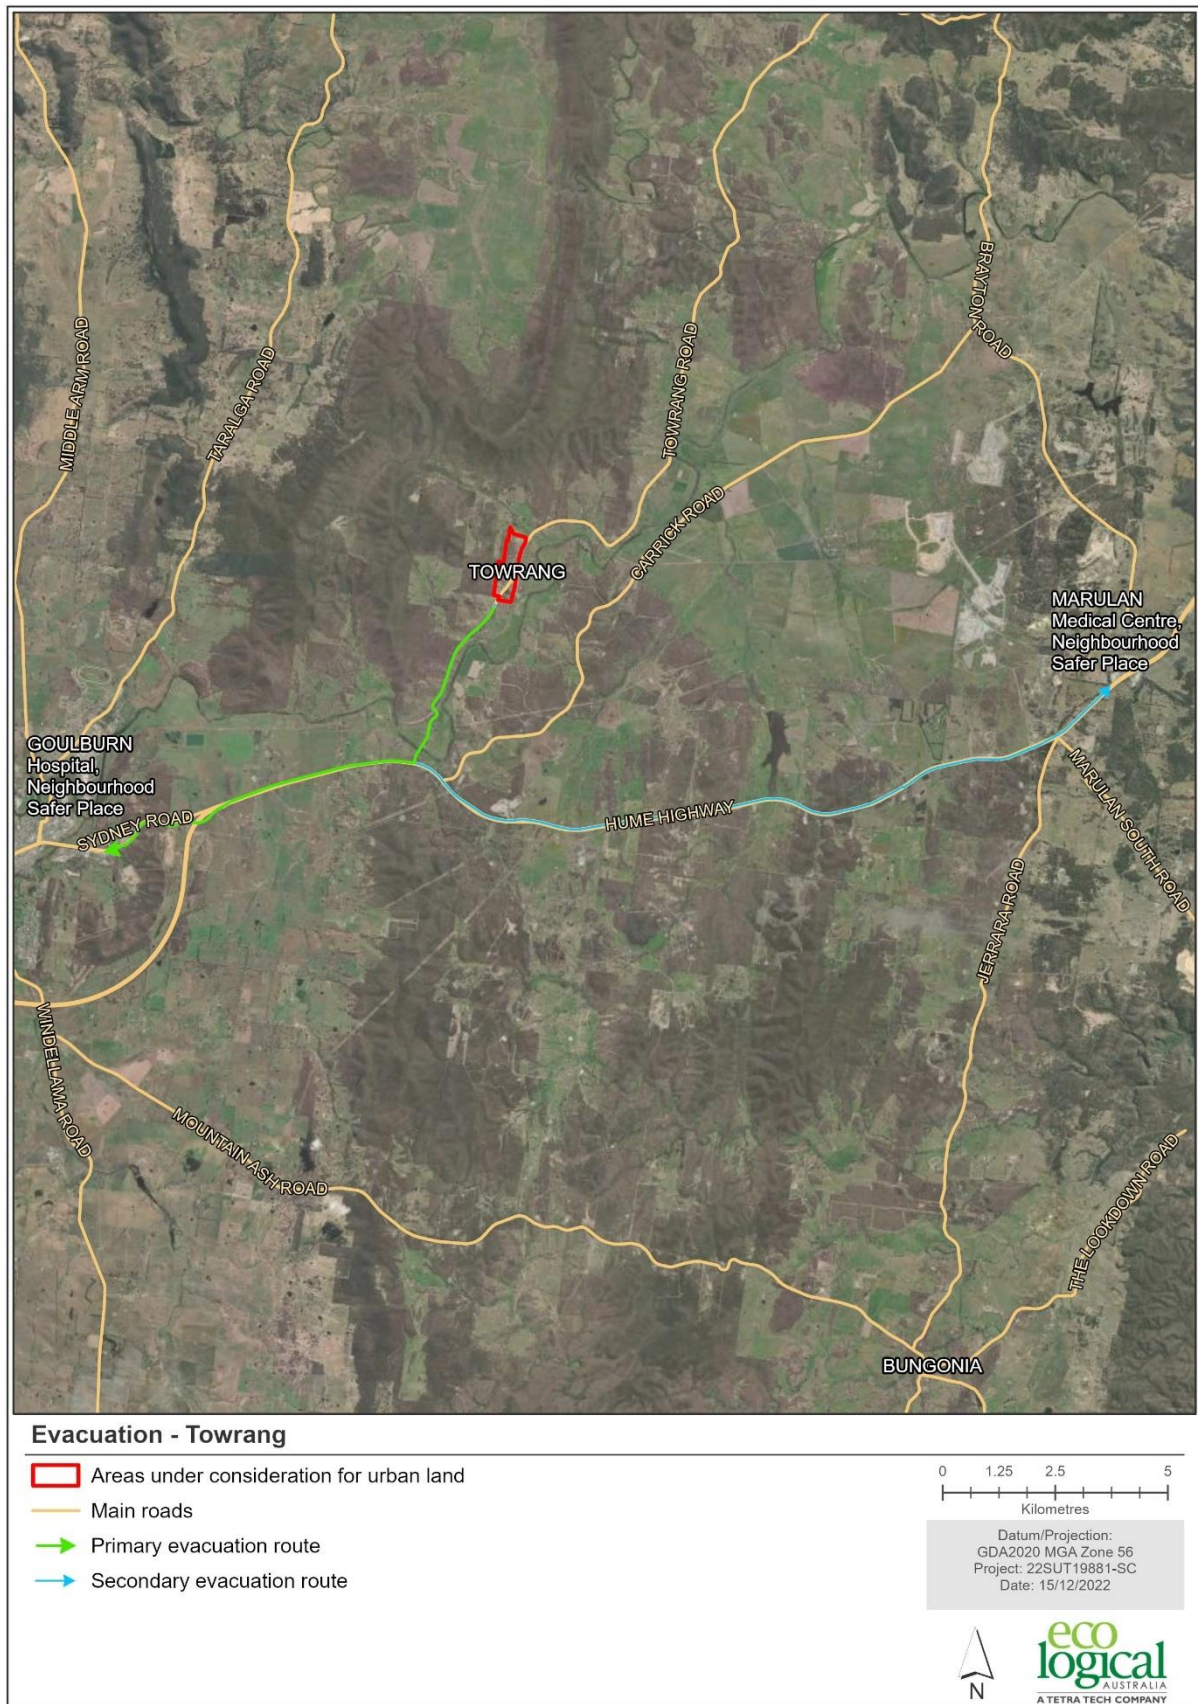 MIDDLE ARM ROAD
TARALGA ROAD
TOWRANG ROAD
BRAYTON ROAD
CARRICK ROAD
TOWRANG
MARULAN
Medical Centre,
Neighbourhood
Safer Place
GOULBURN
Hospital,
Neighbourhood
Safer Place
SYDNEY ROAD
HUME HIGHWAY
MARULAN SOUTH ROAD
JERRARA ROAD
WINDELLAMA ROAD
MOUNTAIN ASH ROAD
THE LOOKDOWN ROAD
BUNGONIA
Evacuation - Towrang
Areas under consideration for urban land
Main roads
Primary evacuation route
Secondary evacuation route
0 1.25 2.5 5
Kilometres
Datum/Projection:
GDA2020 MGA Zone 56
Project: 22SUT19881-SC
Date: 15/12/2022
N
eco
logical
AUSTRALIA
A TETRA TECH COMPANY